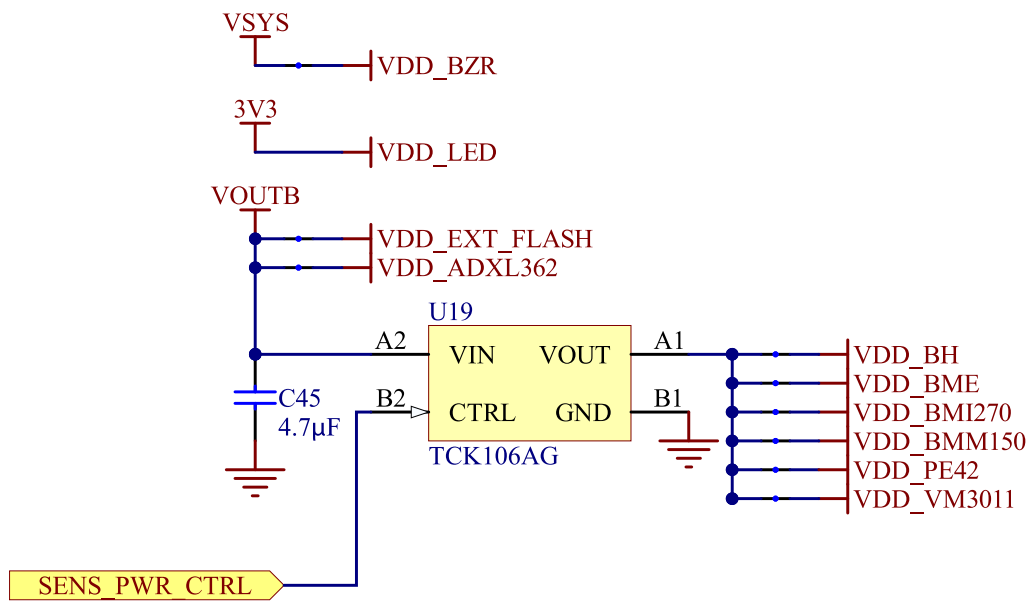 VSYS
VDD_BZR
3V3
VDD_LED
VOUTB
VDD_EXT_FLASH
VDD_ADXL362
U19
A2 VIN VOUT A1
B2 CTRL GND B1
TCK106AG
C45
4.7µF
VDD_BH
VDD_BME
VDD_BMI270
VDD_BMM150
VDD_PE42
VDD_VM3011
SENS_PWR_CTRL